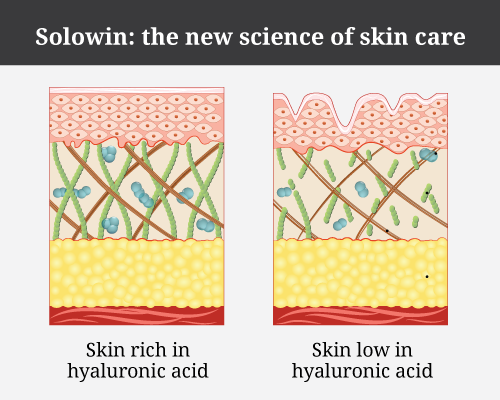 Solowin: the new science of skin care
Skin rich in
hyaluronic acid
Skin low in
hyaluronic acid